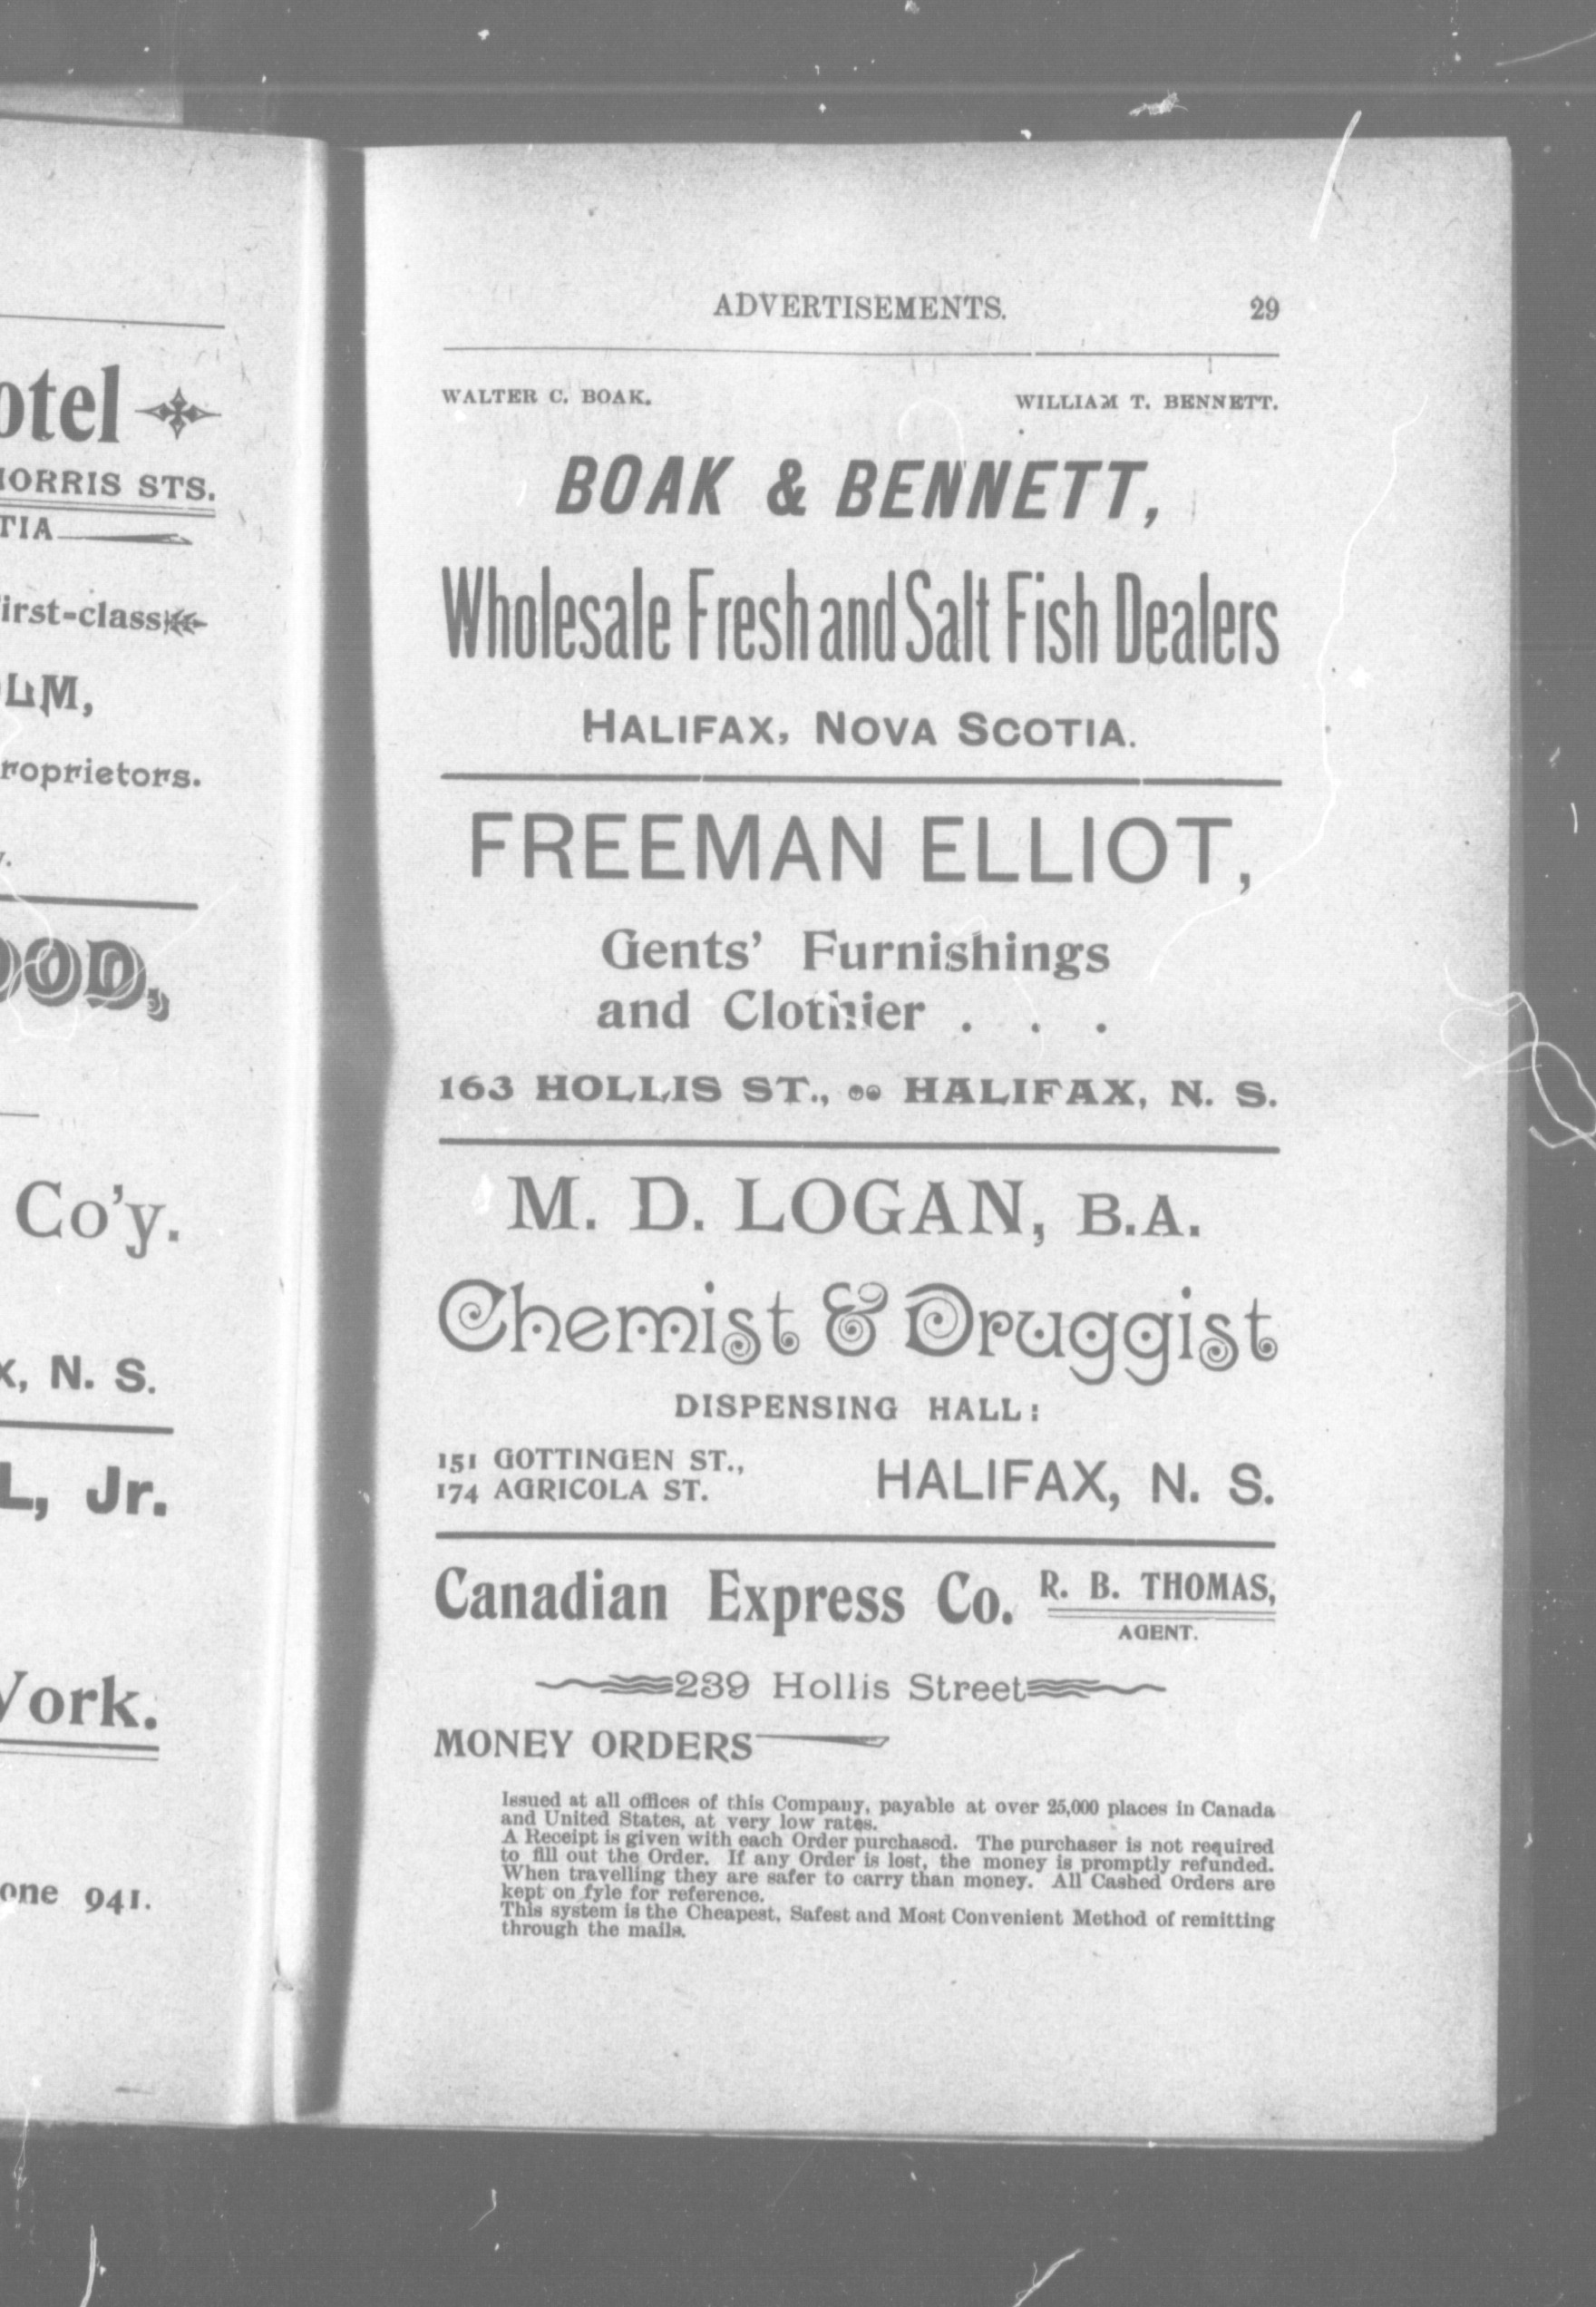 otel
STS.
irst-class
roprietors.
Co'y.
N. S.
Jr.
941.
ADVERTISEMENTS. 29
WALTER C. BOAK. WILLIAM T. BENNETT.
BOAK & BENNETT,
Wholesale Fresh and Salt Fish Dealers
HALIFAX, NOVA SCOTIA.
FREEMAN ELLIOT,
Gents' Furnishings
and Clothier . . .
163 HOLLIS ST., HALIFAX, N. S.
M. D. LOGAN, B.A.
Chemist & Druggist
DISPENSING HALL:
151 GOTTINGEN ST.,
174 AGRICOLA ST. HALIFAX, N. S.
Canadian Express Co. R. B. THOMAS,
AGENT.
239 Hollis Street
MONEY ORDERS
Issued at all offices of this Company, payable at over 25,000 places in Canada
and United States, at very low rates.
A Receipt is given with each Order purchased. The purchaser is not required
to fill out the Order. If any Order is lost, the money is promptly refunded.
When travelling they are safer to carry than money. All Cashed Orders are
kept on fyle for reference.
This system is the Cheapest, Safest and Most Convenient Method of remitting
through the mails.